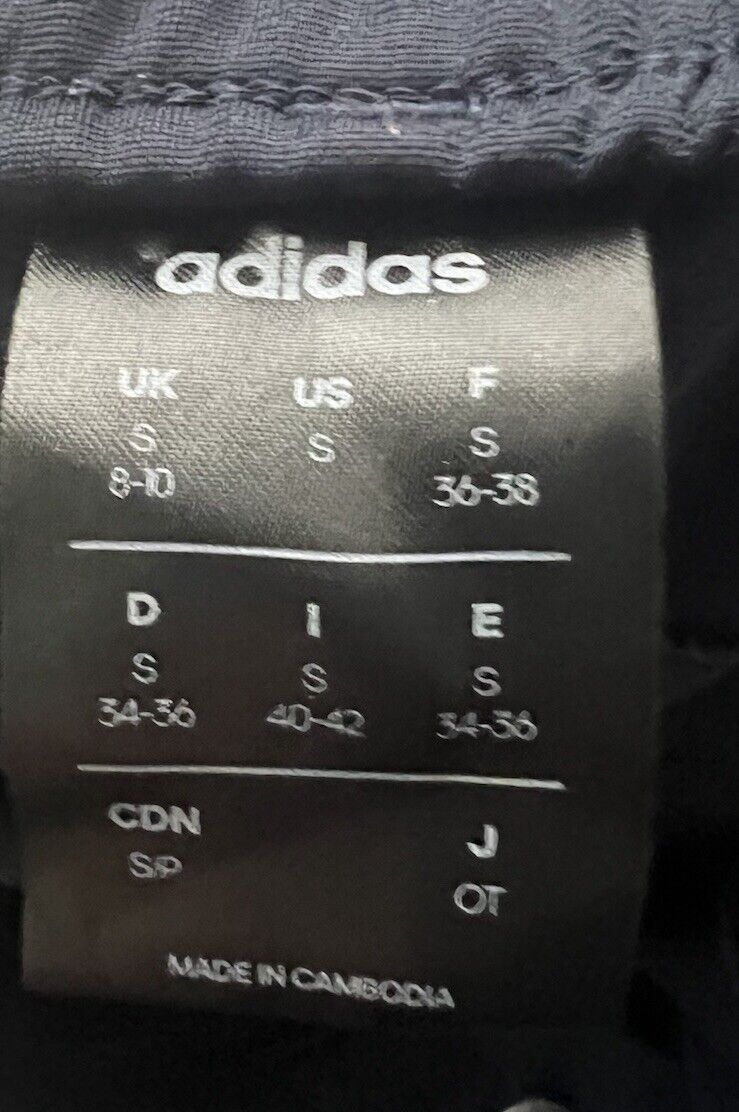 adidas
UK US F
S S S
8-10 36-38
D I E
S S S
34-36 40-42 34-36
CDN J
S/P OT
MADE IN CAMBODIA